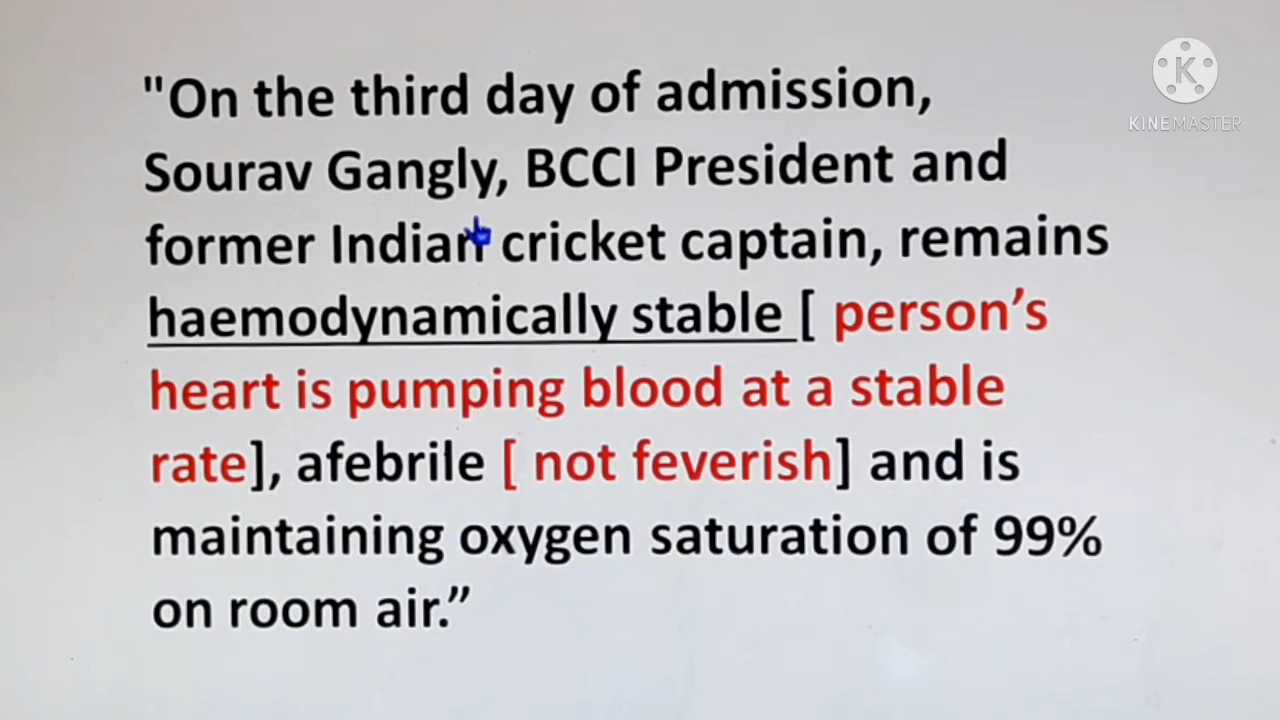 "On the third day of admission,
Sourav Gangly, BCCI President and
former Indian cricket captain, remains
haemodynamically stable [ person’s
heart is pumping blood at a stable
rate], afebrile [ not feverish] and is
maintaining oxygen saturation of 99%
on room air.”
K
KINEMASTER